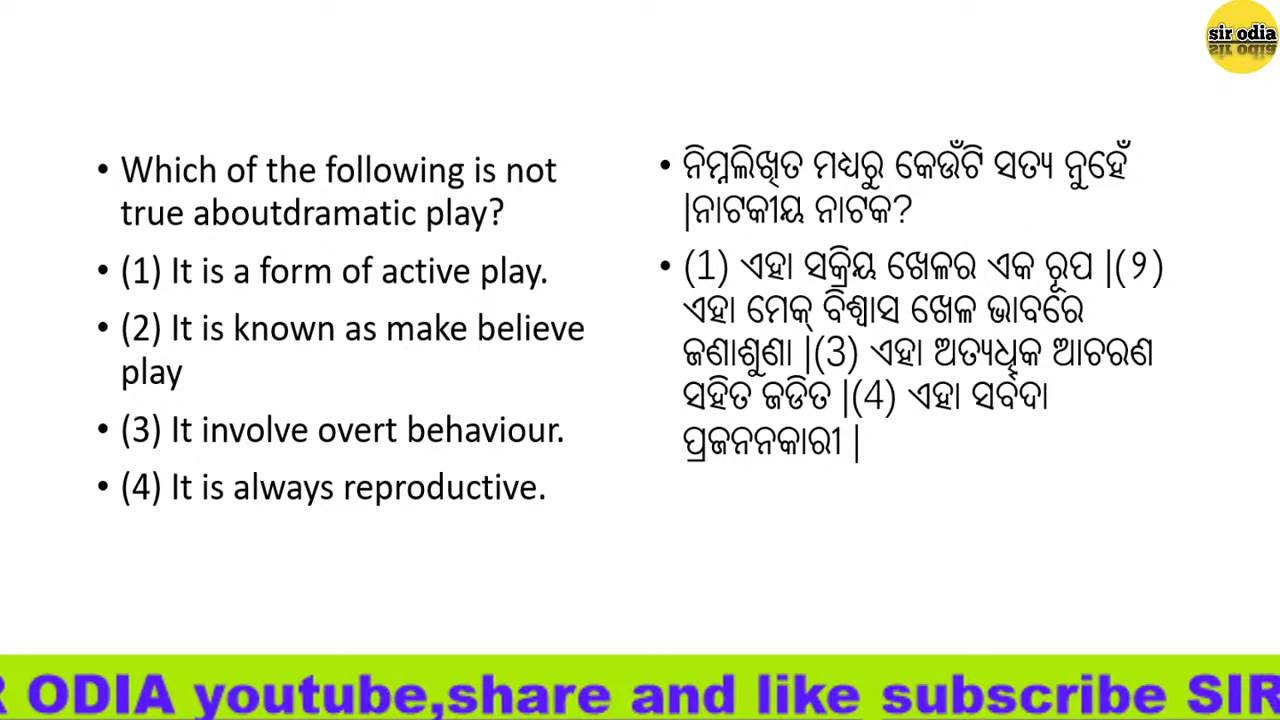 sir odia
• Which of the following is not
true aboutdramatic play?
• (1) It is a form of active play.
• (2) It is known as make believe
play
• (3) It involve overt behaviour.
• (4) It is always reproductive.
• ନିମ୍ନଲିଖିତ ମଧ୍ୟରୁ କେଉଁଟି ସତ୍ୟ ନୁହେଁ
|ନାଟକୀୟ ନାଟକ?
• (1) ଏହା ସକ୍ରିୟ ଖେଳର ଏକ ରୂପ |(୨)
ଏହା ମେକ୍ ବିଶ୍ୱାସ ଖେଳ ଭାବରେ
ଜଣାଶୁଣା |(3) ଏହା ଅତ୍ୟଧିକ ଆଚରଣ
ସହିତ ଜଡିତ |(4) ଏହା ସର୍ବଦା
ପ୍ରଜନନକାରୀ |
R ODIA youtube,share and like subscribe SIR